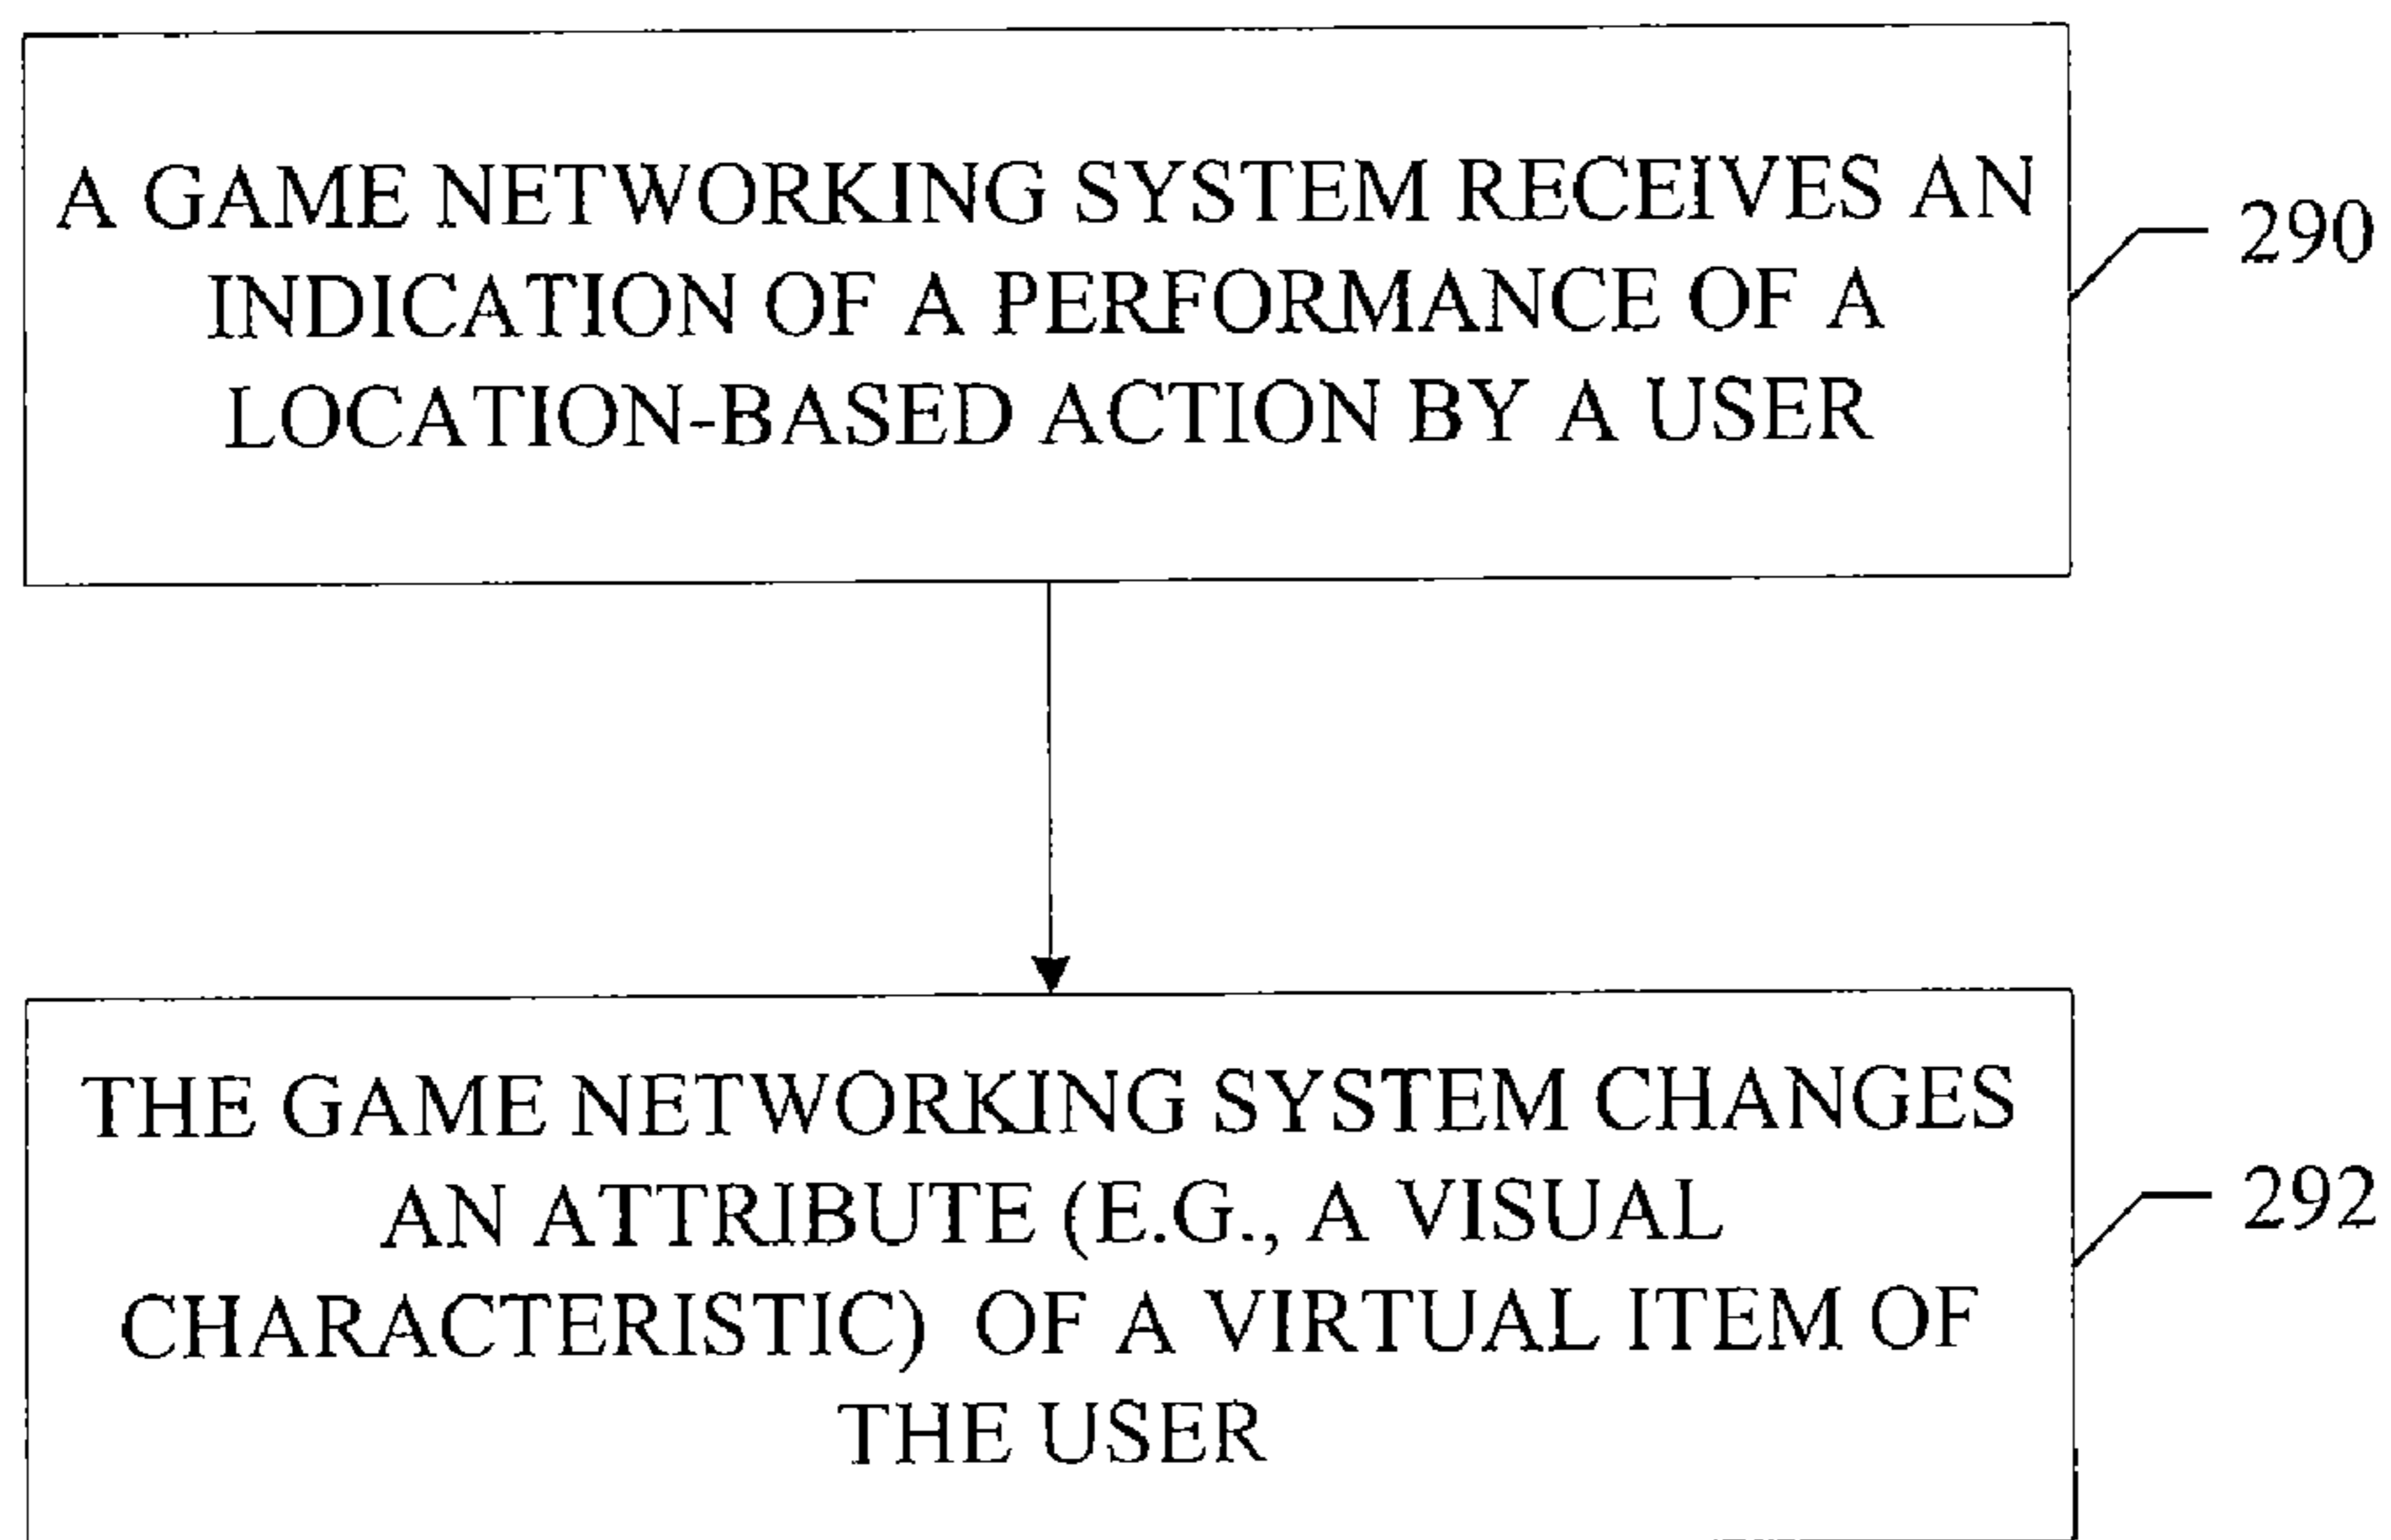 A GAME NETWORKING SYSTEM RECEIVES AN
INDICATION OF A PERFORMANCE OF A
LOCATION-BASED ACTION BY A USER
290
THE GAME NETWORKING SYSTEM CHANGES
AN ATTRIBUTE (E.G., A VISUAL
CHARACTERISTIC) OF A VIRTUAL ITEM OF
THE USER
292